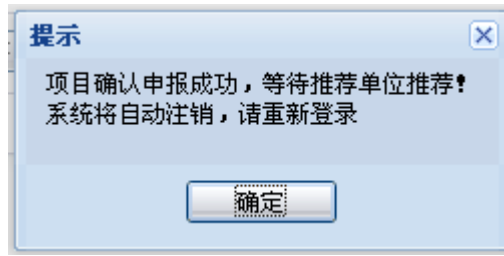 提示
项目确认申报成功，等待推荐单位推荐！
系统将自动注销，请重新登录
确定